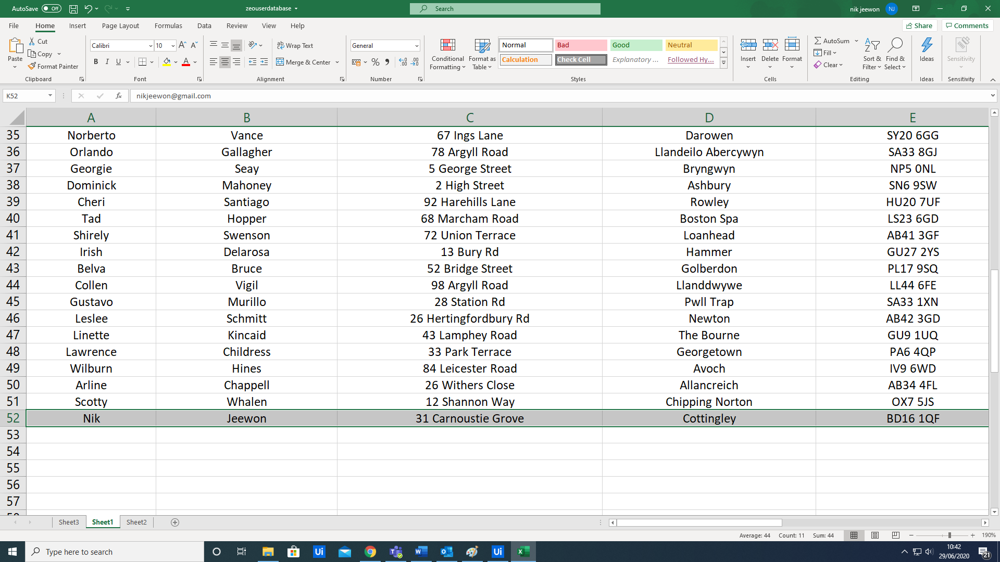 AutoSave Off zeouserdatabase Search nik jeewon NJ
File Home Insert Page Layout Formulas Data Review View Help Share Comments
Paste Cut Copy Format Painter Clipboard
Calibri 10 B I U Font
Wrap Text Merge & Center Alignment
General % Number
Conditional Formatting Format as Table
Normal Bad Good Neutral
Calculation Check Cell Explanatory ... Followed Hy...
Styles
Insert Delete Format Cells
AutoSum Fill Clear Sort & Filter Find & Select Editing
Ideas Ideas
Sensitivity Sensitivity
K52 fx nikjeewon@gmail.com
A B C D E
35 Norberto Vance 67 Ings Lane Darowen SY20 6GG
36 Orlando Gallagher 78 Argyll Road Llandeilo Abercywyn SA33 8GJ
37 Georgie Seay 5 George Street Bryngwyn NP5 0NL
38 Dominick Mahoney 2 High Street Ashbury SN6 9SW
39 Cheri Santiago 92 Harehills Lane Rowley HU20 7UF
40 Tad Hopper 68 Marcham Road Boston Spa LS23 6GD
41 Shirely Swenson 72 Union Terrace Loanhead AB41 3GF
42 Irish Delarosa 13 Bury Rd Hammer GU27 2YS
43 Belva Bruce 52 Bridge Street Golberdon PL17 9SQ
44 Collen Vigil 98 Argyll Road Llanddwywe LL44 6FE
45 Gustavo Murillo 28 Station Rd Pwll Trap SA33 1XN
46 Leslee Schmitt 26 Hertingfordbury Rd Newton AB42 3GD
47 Linette Kincaid 43 Lamphey Road The Bourne GU9 1UQ
48 Lawrence Childress 33 Park Terrace Georgetown PA6 4QP
49 Wilburn Hines 84 Leicester Road Avoch IV9 6WD
50 Arline Chappell 26 Withers Close Allancreich AB34 4FL
51 Scotty Whalen 12 Shannon Way Chipping Norton OX7 5JS
52 Nik Jeewon 31 Carnoustie Grove Cottingley BD16 1QF
53
54
55
56
57
Sheet3 Sheet1 Sheet2
Average: 44 Count: 11 Sum: 44 190%
Type here to search Ui Ui 10:42
29/06/2020 21